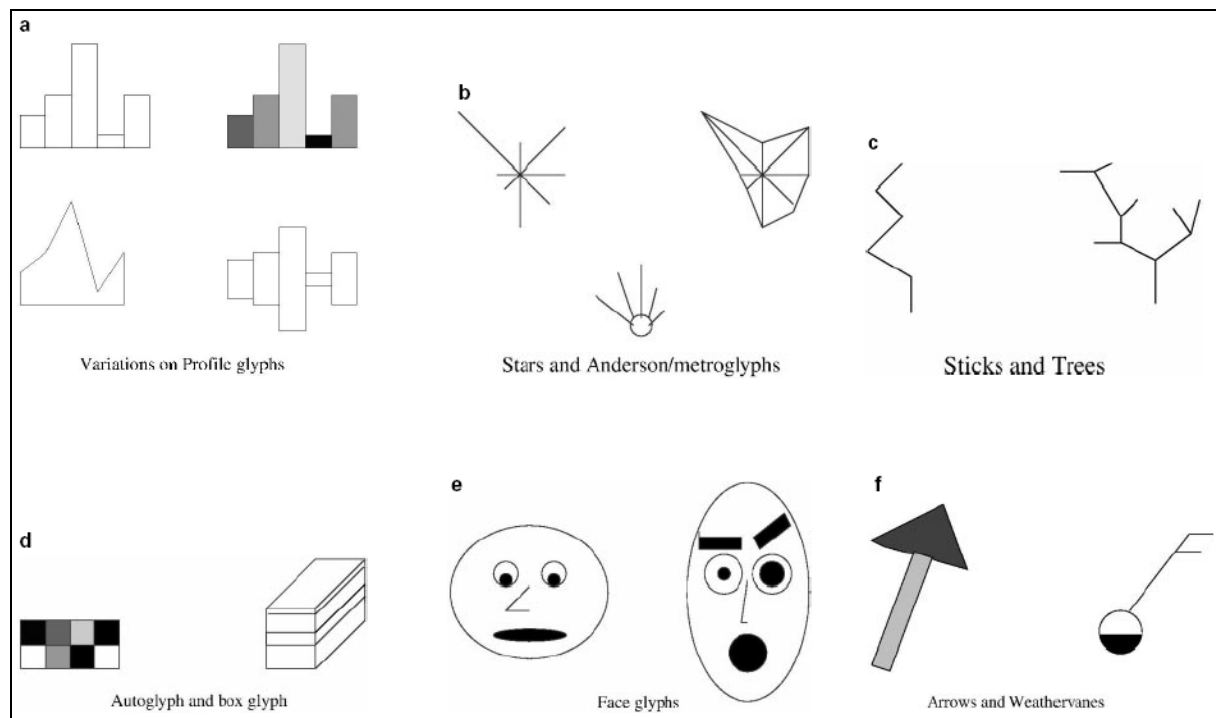 a
b
c
Variations on Profile glyphs
Stars and Anderson/metroglyphs
Sticks and Trees
d
e
f
Autoglyph and box glyph
Face glyphs
Arrows and Weathervanes